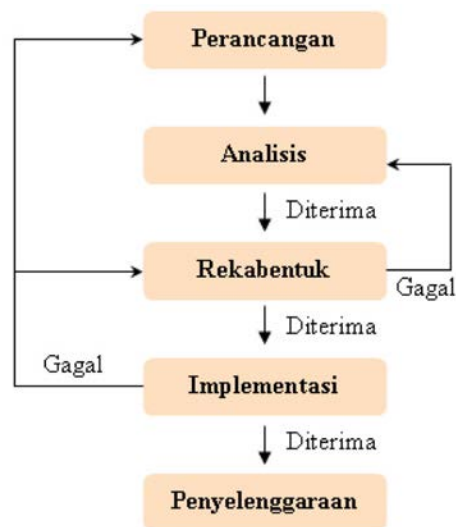 Perancangan
Analisis
Diterima
Rekabentuk
Gagal
Diterima
Gagal
Implementasi
Diterima
Penyelenggaraan